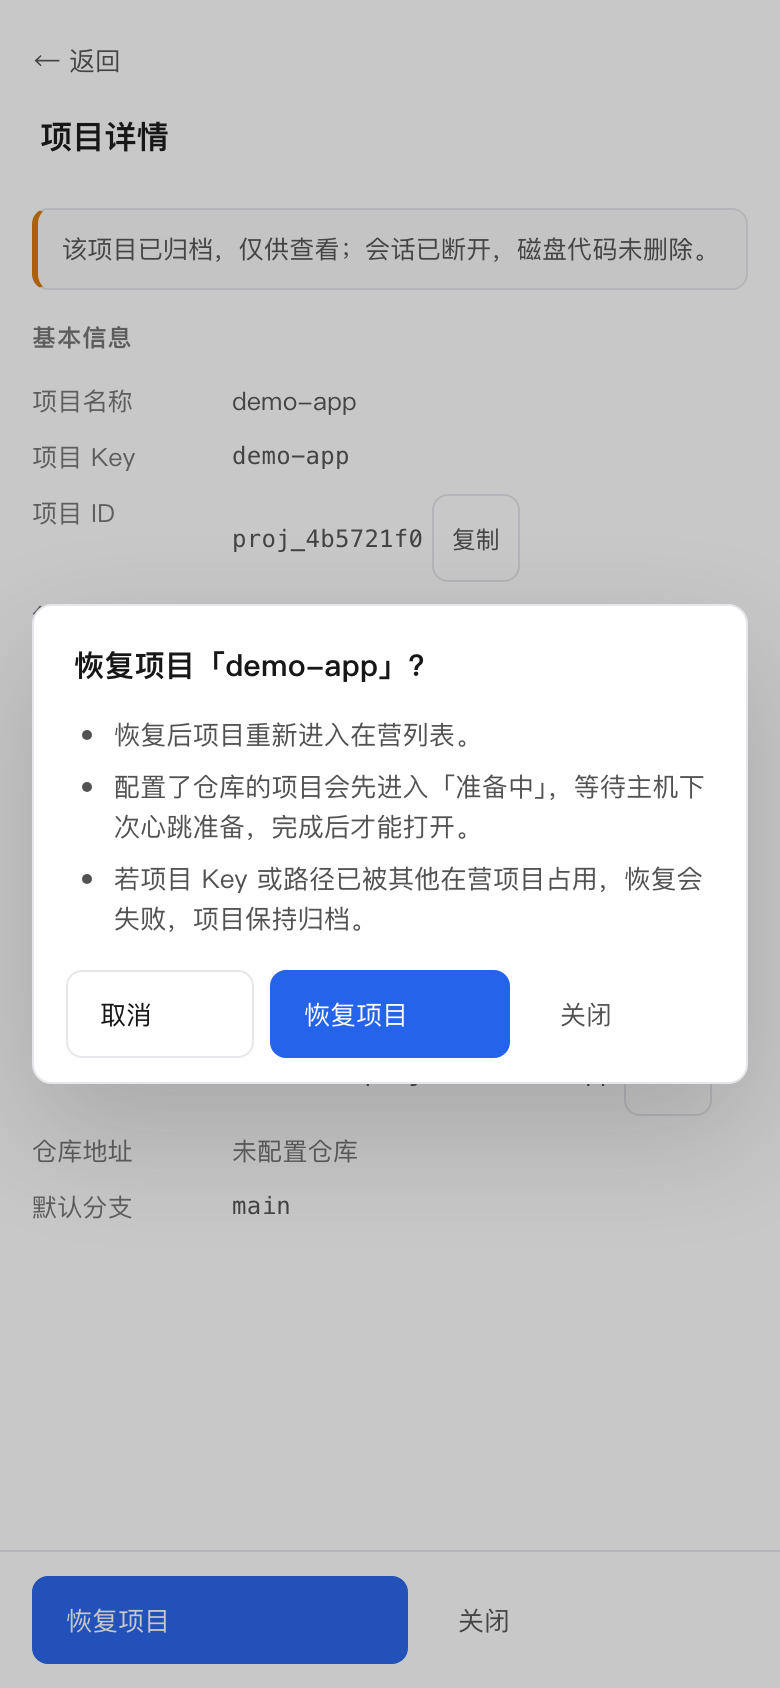 ← 返回
项目详情
该项目已归档，仅供查看；会话已断开，磁盘代码未删除。
基本信息
项目名称 demo-app
项目 Key demo-app
项目 ID proj_4b5721f0 复制
恢复项目「demo-app」?
• 恢复后项目重新进入在营列表。
• 配置了仓库的项目会先进入「准备中」，等待主机下
次心跳准备，完成后才能打开。
• 若项目 Key 或路径已被其他在营项目占用，恢复会
失败，项目保持归档。
取消 恢复项目 关闭
仓库地址 未配置仓库
默认分支 main
恢复项目 关闭